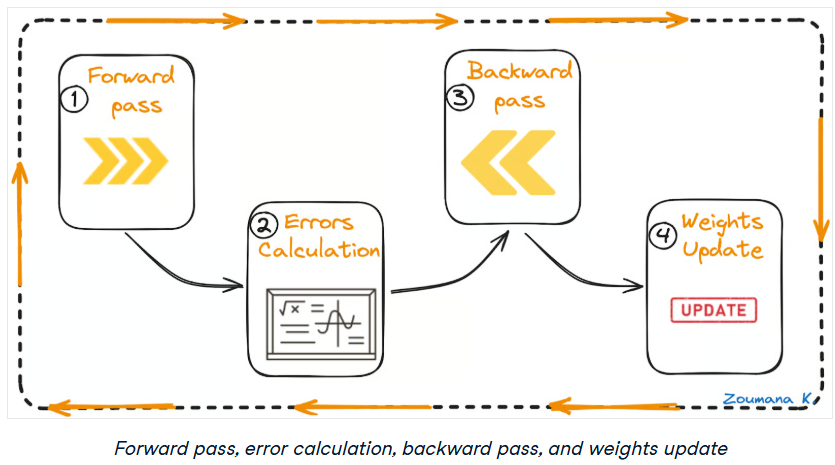 1
Forward
pass
2
Errors
Calculation
√x =
=
3
Backward
pass
4
Weights
Update
UPDATE
Zoumana K.
Forward pass, error calculation, backward pass, and weights update